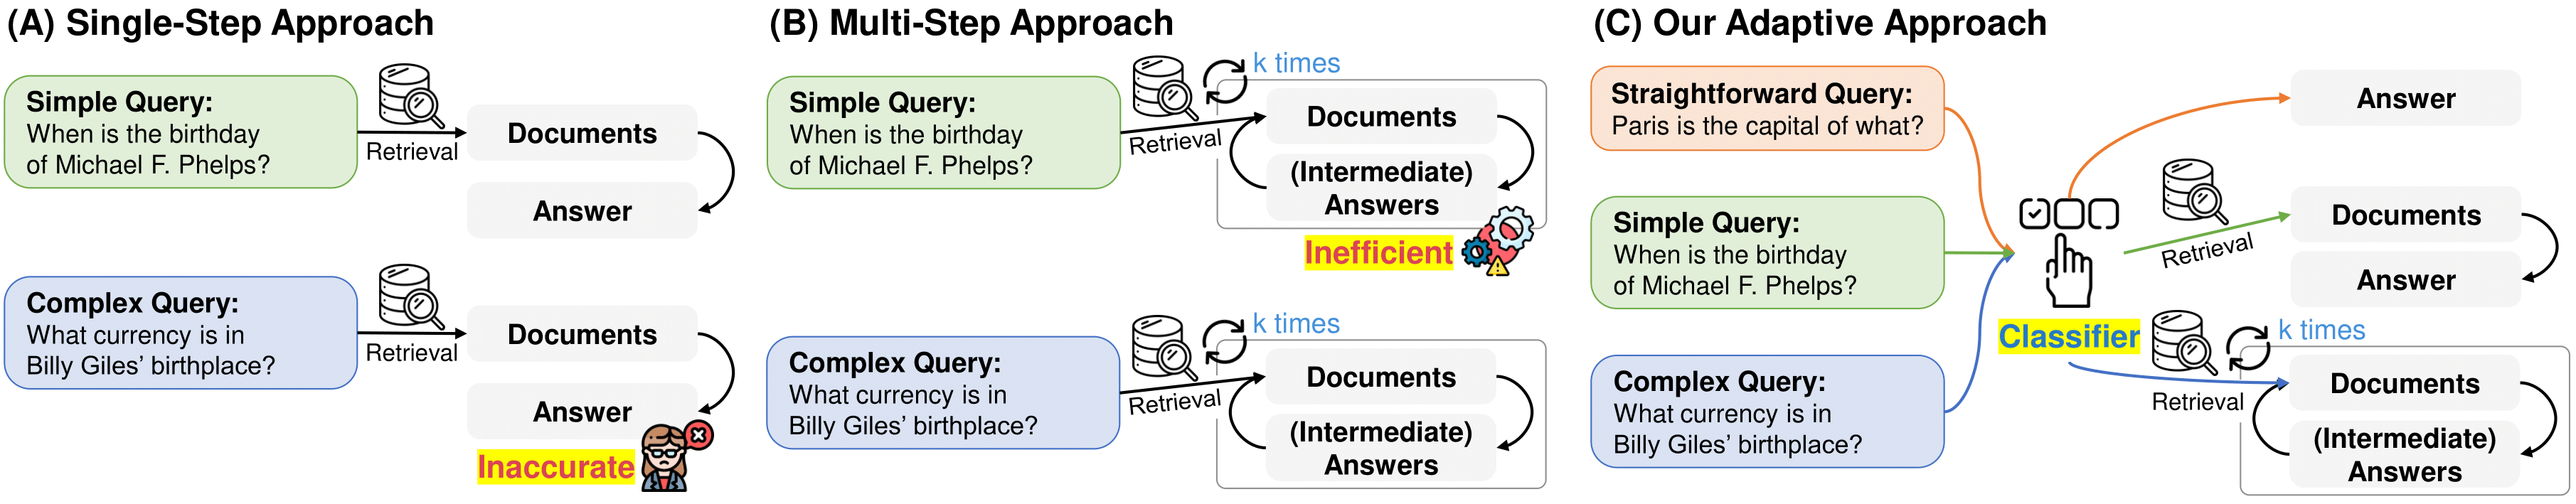 (A) Single-Step Approach
Simple Query:
When is the birthday
of Michael F. Phelps?
Retrieval
Documents
Answer
Complex Query:
What currency is in
Billy Giles' birthplace?
Retrieval
Documents
Answer
Inaccurate
(B) Multi-Step Approach
Simple Query:
When is the birthday
of Michael F. Phelps?
Retrieval
k times
Documents
(Intermediate)
Answers
Inefficient
Complex Query:
What currency is in
Billy Giles' birthplace?
Retrieval
k times
Documents
(Intermediate)
Answers
(C) Our Adaptive Approach
Straightforward Query:
Paris is the capital of what?
Simple Query:
When is the birthday
of Michael F. Phelps?
Complex Query:
What currency is in
Billy Giles' birthplace?
Classifier
Answer
Retrieval
Documents
Answer
Retrieval
k times
Documents
(Intermediate)
Answers